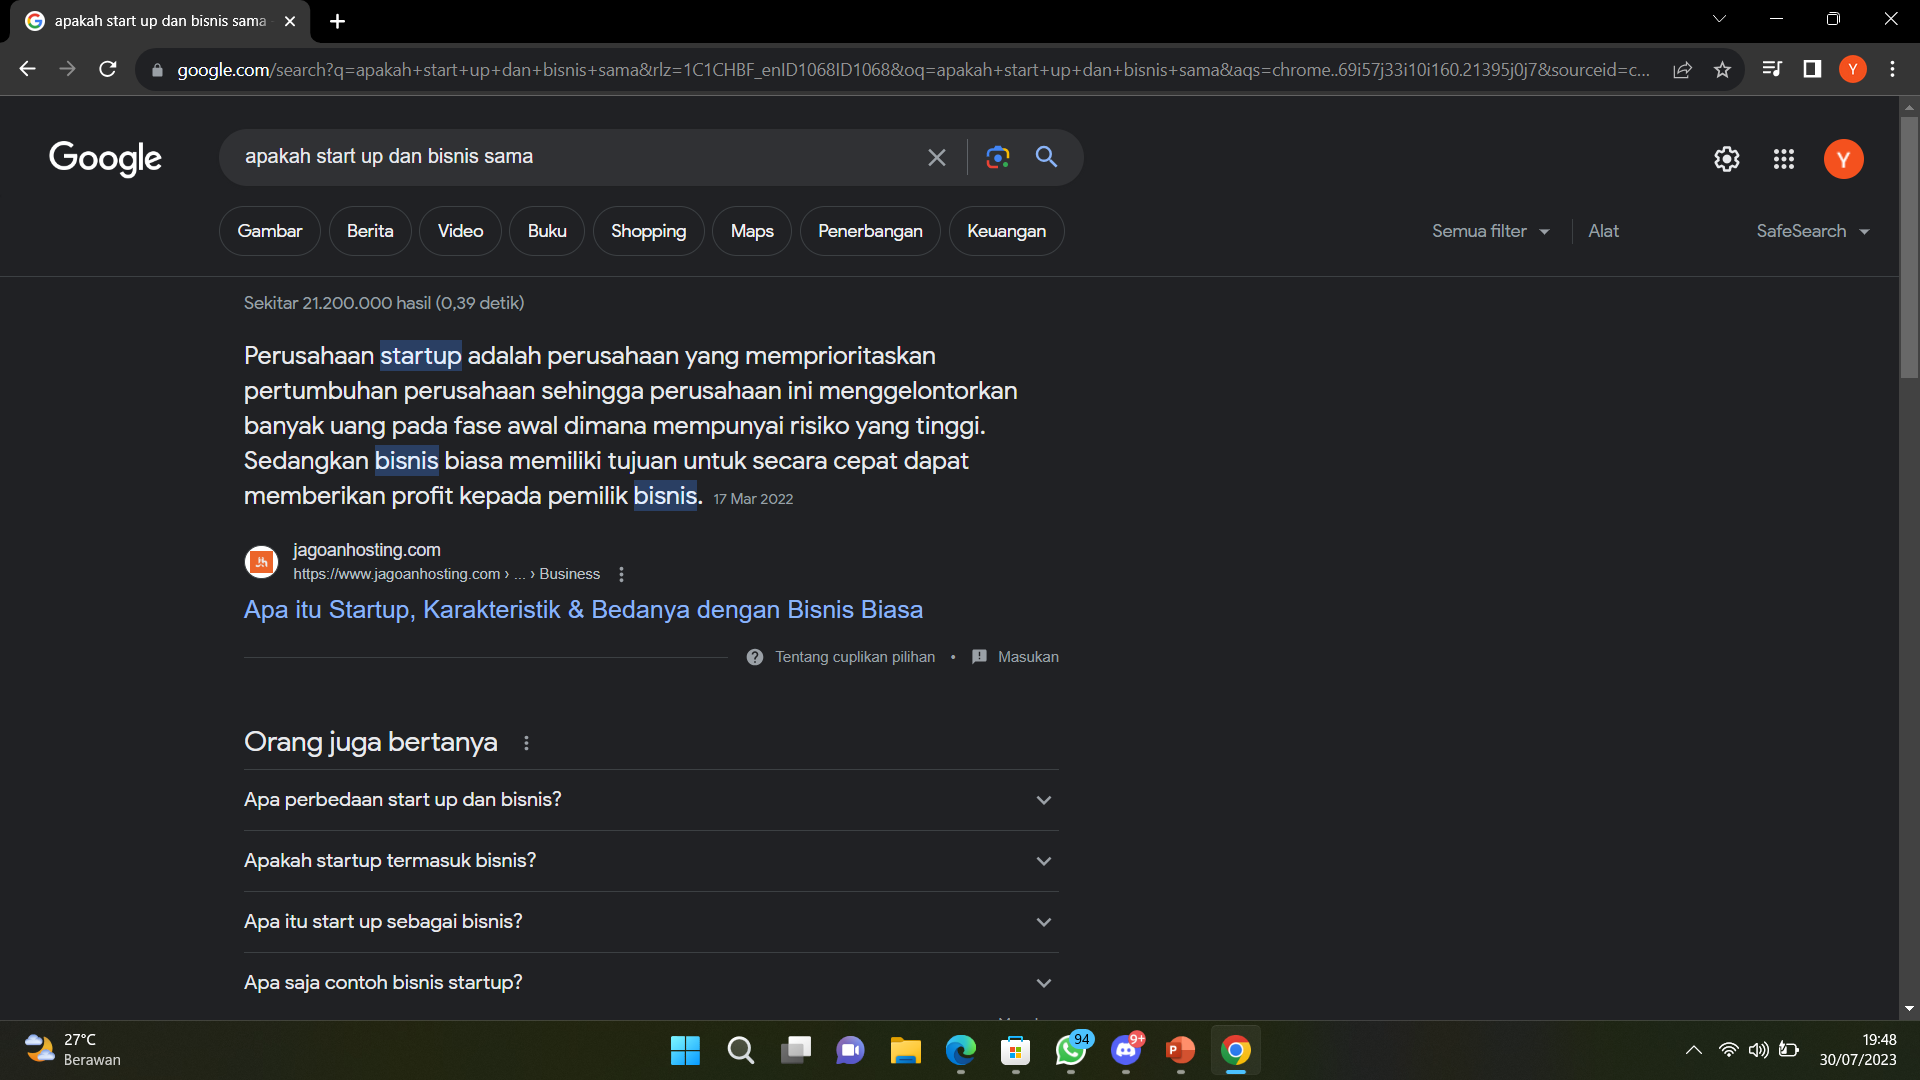 apakah start up dan bisnis sama
google.com/search?q=apakah+start+up+dan+bisnis+sama&rlz=1C1CHBF_enID1068ID1068&oq=apakah+start+up+dan+bisnis+sama&aqs=chrome..69i57j33i10i160.21395j0j7&sourceid=c...
Y
Google
apakah start up dan bisnis sama
Y
Gambar
Berita
Video
Buku
Shopping
Maps
Penerbangan
Keuangan
Semua filter
Alat
SafeSearch
Sekitar 21.200.000 hasil (0,39 detik)
Perusahaan startup adalah perusahaan yang memprioritaskan
pertumbuhan perusahaan sehingga perusahaan ini menggelontorkan
banyak uang pada fase awal dimana mempunyai risiko yang tinggi.
Sedangkan bisnis biasa memiliki tujuan untuk secara cepat dapat
memberikan profit kepada pemilik bisnis. 17 Mar 2022
jagoanhosting.com
https://www.jagoanhosting.com › ... › Business
Apa itu Startup, Karakteristik & Bedanya dengan Bisnis Biasa
Tentang cuplikan pilihan • Masukan
Orang juga bertanya
Apa perbedaan start up dan bisnis?
Apakah startup termasuk bisnis?
Apa itu start up sebagai bisnis?
Apa saja contoh bisnis startup?
27°C
Berawan
94
9+
19:48
30/07/2023